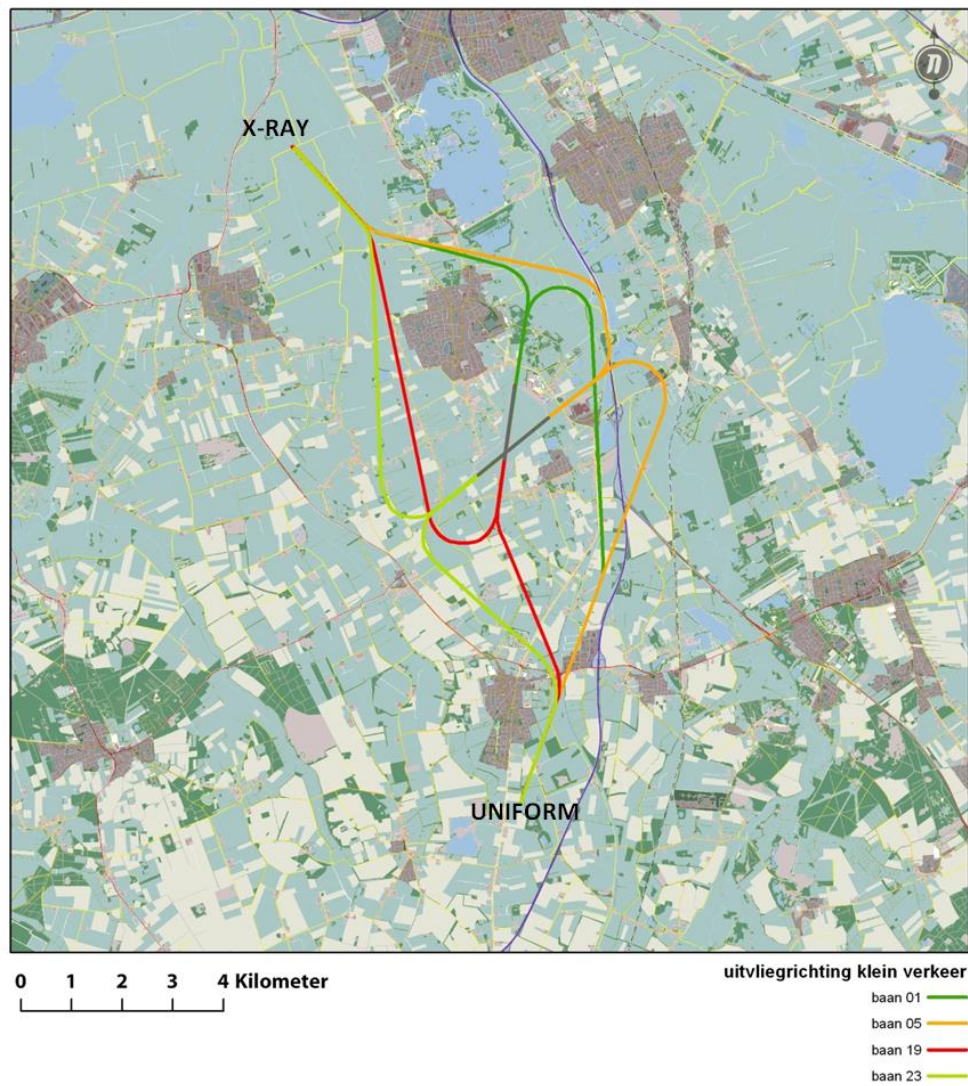 X-RAY
UNIFORM
0 1 2 3 4 Kilometer
uitvliegrichting klein verkeer
baan 01
baan 05
baan 19
baan 23